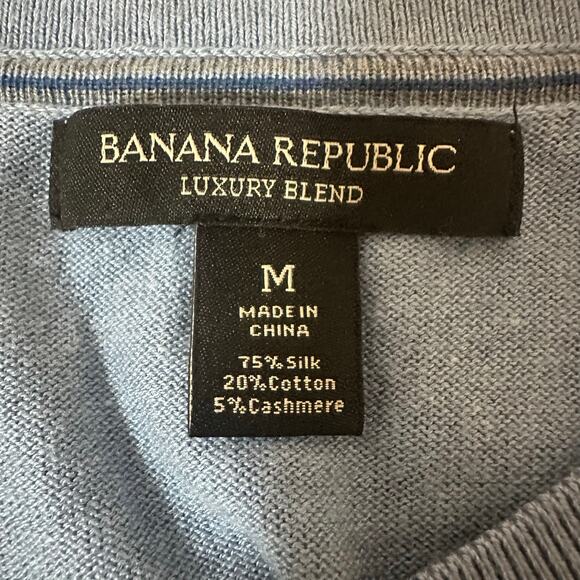 BANANA REPUBLIC
LUXURY BLEND
M
MADE IN
CHINA
75%Silk
20%Cotton
5%Cashmere